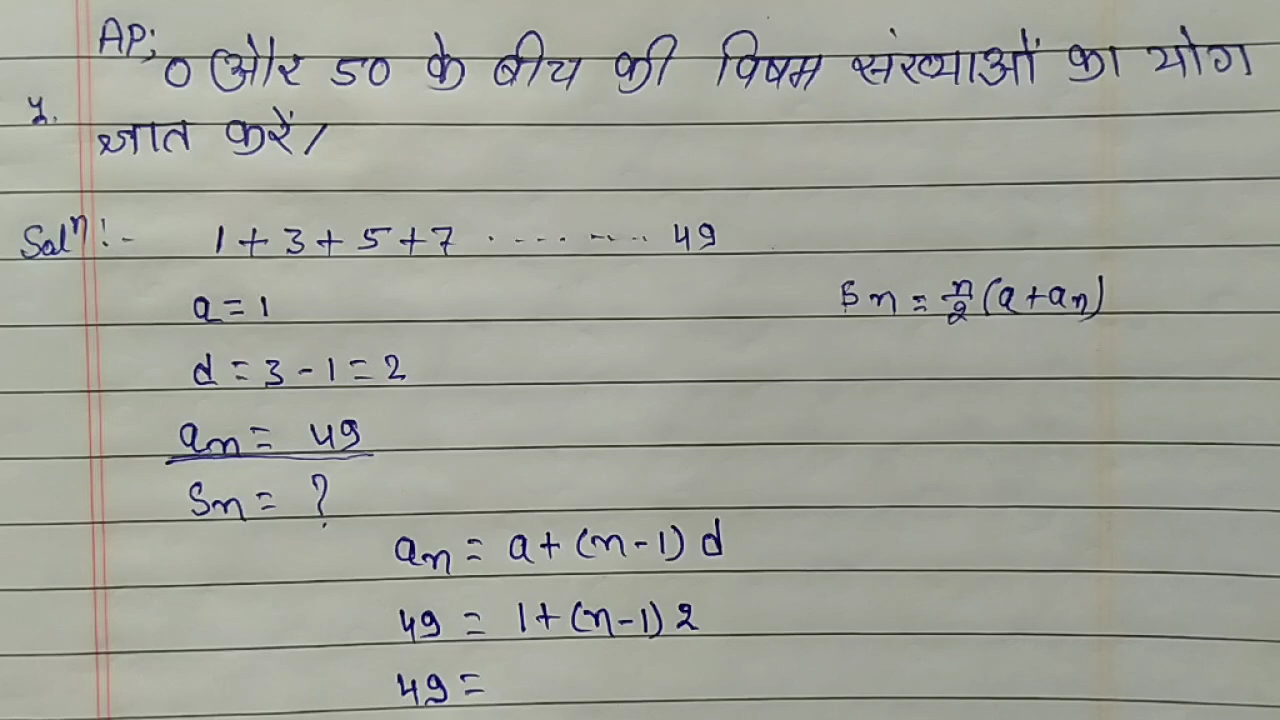 AP;
0 और 50 के बीच की विषम संख्याओं का योग
ज्ञात करें।
Solⁿ:- 1+3+5+7 ......... 49
a=1
Sn = n/2 (a+an)
d = 3-1=2
an = 49
Sn = ?
an = a+(n-1) d
49 = 1+(n-1) 2
49 =